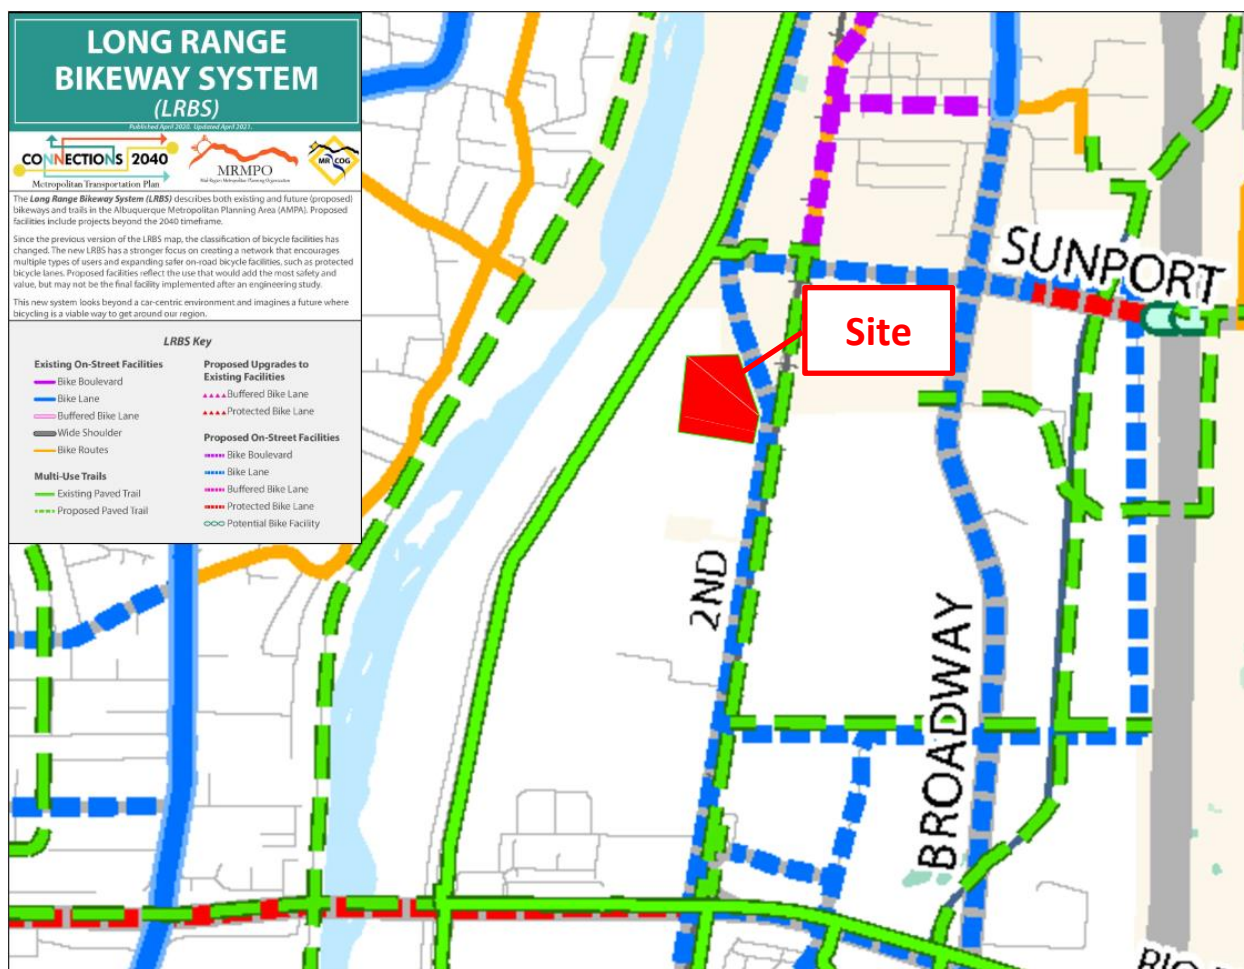 LONG RANGE
BIKEWAY SYSTEM
(LRBS)
Published April 2020. Updated April 2021.
CONNECTIONS 2040
Metropolitan Transportation Plan
MRMPO
Mid-Region Metropolitan Planning Organization
MR COG
The Long Range Bikeway System (LRBS) describes both existing and future (proposed)
bikeways and trails in the Albuquerque Metropolitan Planning Area (AMPA). Proposed
facilities include projects beyond the 2040 timeframe.
Since the previous version of the LRBS map, the classification of bicycle facilities has
changed. The new LRBS has a stronger focus on creating a network that encourages
multiple types of users and expanding safer on-road bicycle facilities, such as protected
bicycle lanes. Proposed facilities reflect the use that would add the most safety and
value, but may not be the final facility implemented after an engineering study.
This new system looks beyond a car-centric environment and imagines a future where
bicycling is a viable way to get around our region.
LRBS Key
Existing On-Street Facilities
Bike Boulevard
Bike Lane
Buffered Bike Lane
Wide Shoulder
Bike Routes
Multi-Use Trails
Existing Paved Trail
Proposed Paved Trail
Proposed Upgrades to
Existing Facilities
Buffered Bike Lane
Protected Bike Lane
Proposed On-Street Facilities
Bike Boulevard
Bike Lane
Buffered Bike Lane
Protected Bike Lane
Potential Bike Facility
SUNPORT
Site
2ND
BROADWAY
RIO